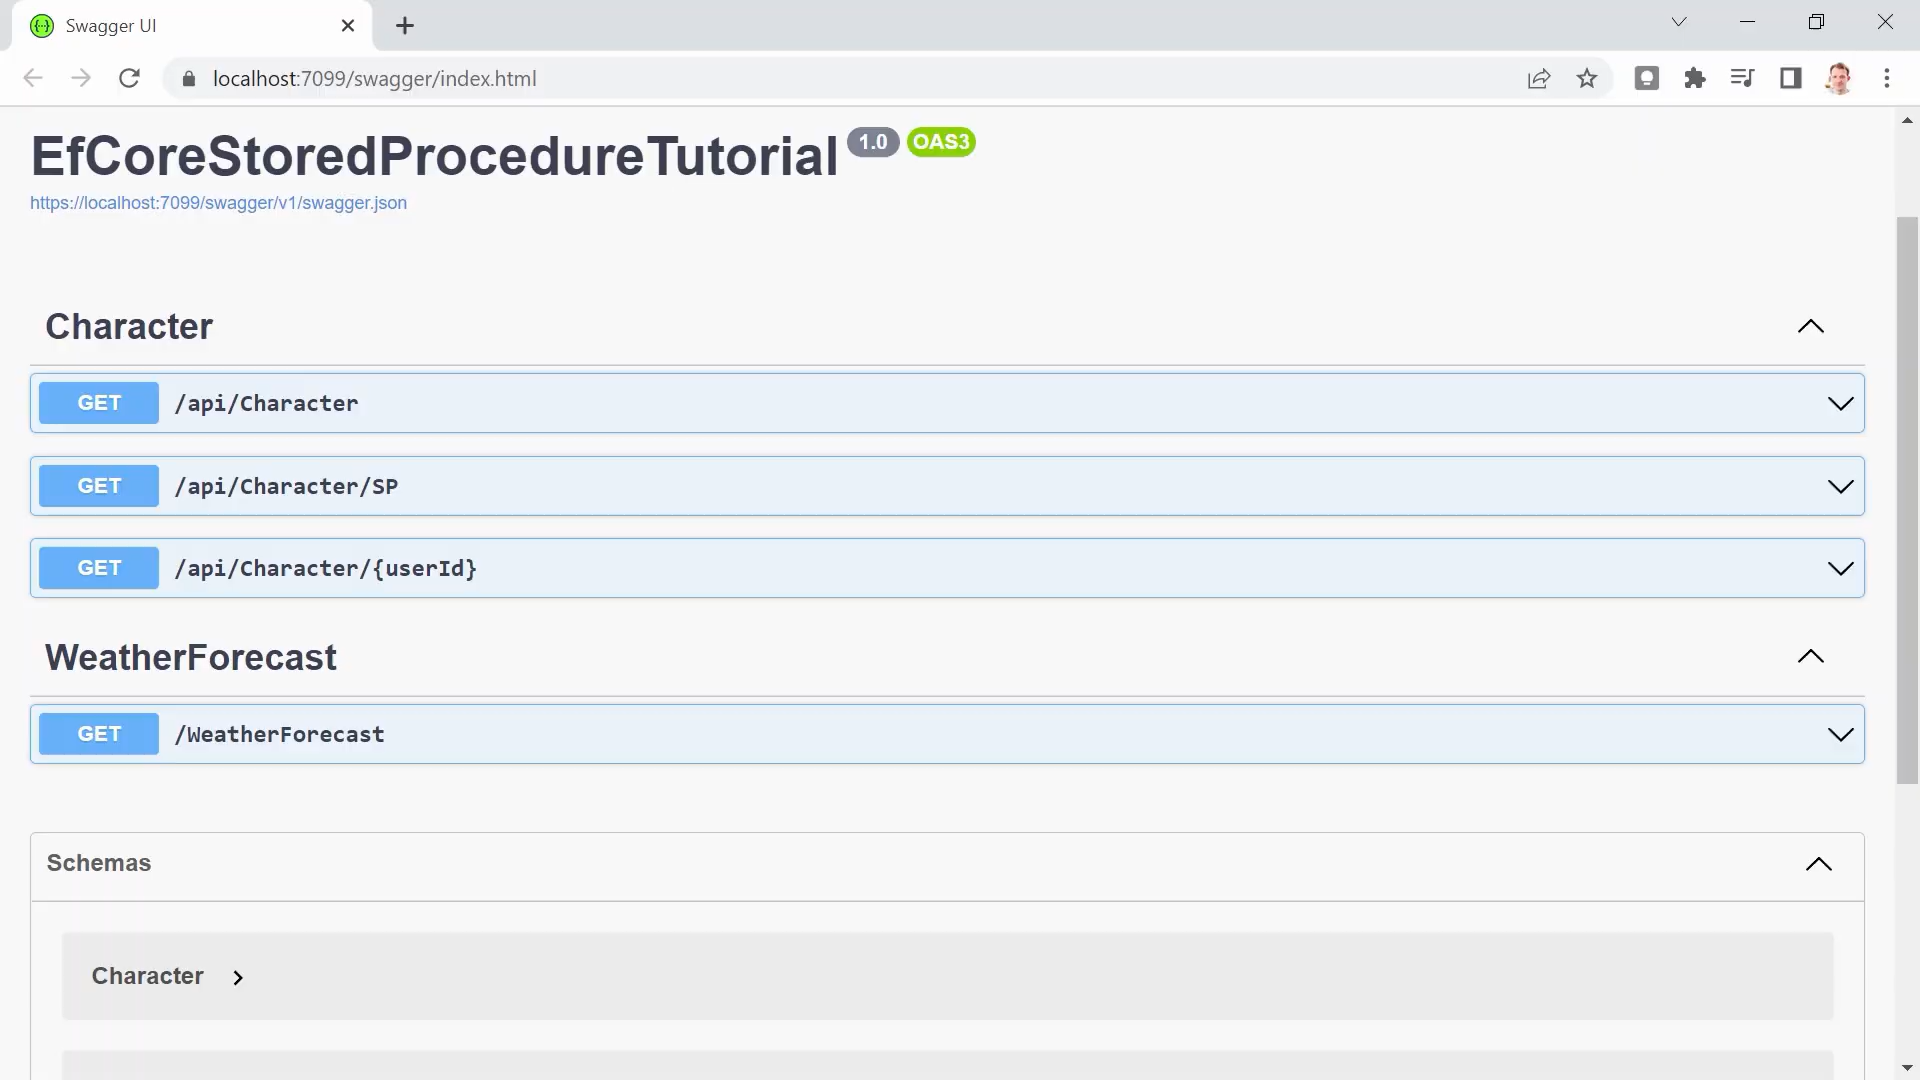 Swagger UI
localhost:7099/swagger/index.html
EfCoreStoredProcedureTutorial 1.0 OAS3
https://localhost:7099/swagger/v1/swagger.json
Character
GET /api/Character
GET /api/Character/SP
GET /api/Character/{userId}
WeatherForecast
GET /WeatherForecast
Schemas
Character